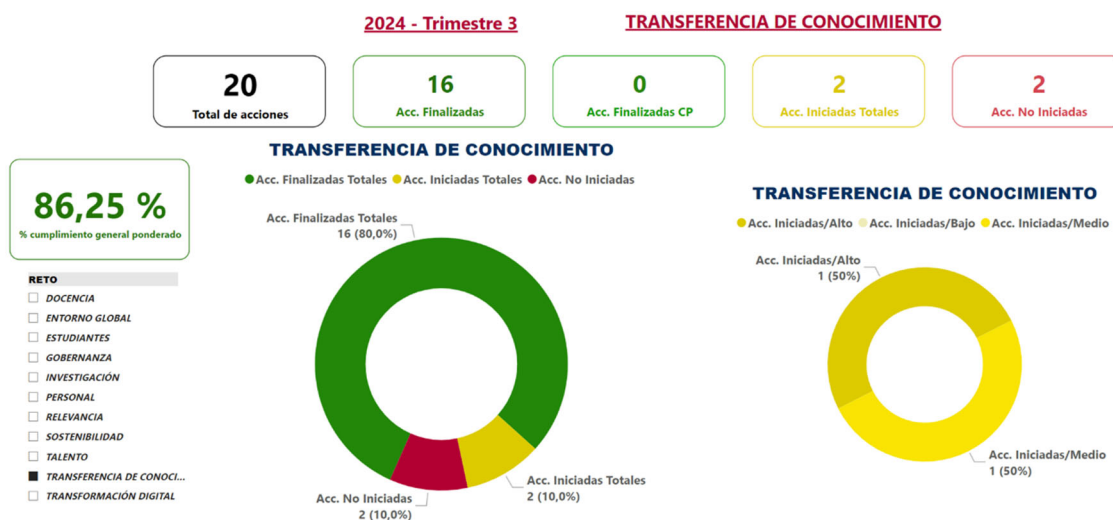 2024 - Trimestre 3
TRANSFERENCIA DE CONOCIMIENTO
20
Total de acciones
16
Acc. Finalizadas
0
Acc. Finalizadas CP
2
Acc. Iniciadas Totales
2
Acc. No Iniciadas
86,25 %
% cumplimiento general ponderado
RETO
DOCENCIA
ENTORNO GLOBAL
ESTUDIANTES
GOBERNANZA
INVESTIGACIÓN
PERSONAL
RELEVANCIA
SOSTENIBILIDAD
TALENTO
TRANSFERENCIA DE CONOCI...
TRANSFORMACIÓN DIGITAL
TRANSFERENCIA DE CONOCIMIENTO
Acc. Finalizadas Totales Acc. Iniciadas Totales Acc. No Iniciadas
Acc. Finalizadas Totales
16 (80,0%)
Acc. No Iniciadas
2 (10,0%)
Acc. Iniciadas Totales
2 (10,0%)
TRANSFERENCIA DE CONOCIMIENTO
Acc. Iniciadas/Alto Acc. Iniciadas/Bajo Acc. Iniciadas/Medio
Acc. Iniciadas/Alto
1 (50%)
Acc. Iniciadas/Medio
1 (50%)